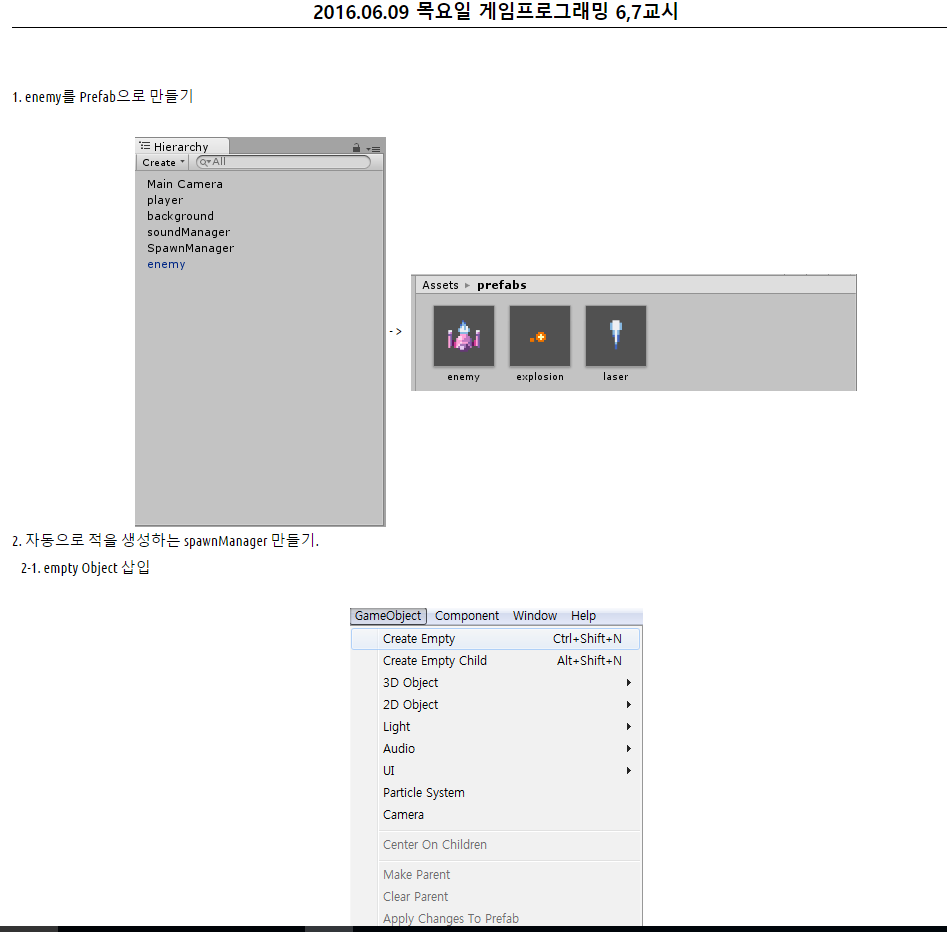 2016.06.09 목요일 게임프로그래밍 6,7교시
1. enemy를 Prefab으로 만들기
Hierarchy
Create All
Main Camera
player
background
soundManager
SpawnManager
enemy
->
Assets ▸ prefabs
enemy explosion laser
2. 자동으로 적을 생성하는 spawnManager 만들기.
2-1. empty Object 삽입
GameObject Component Window Help
Create Empty Ctrl+Shift+N
Create Empty Child Alt+Shift+N
3D Object
2D Object
Light
Audio
UI
Particle System
Camera
Center On Children
Make Parent
Clear Parent
Apply Changes To Prefab